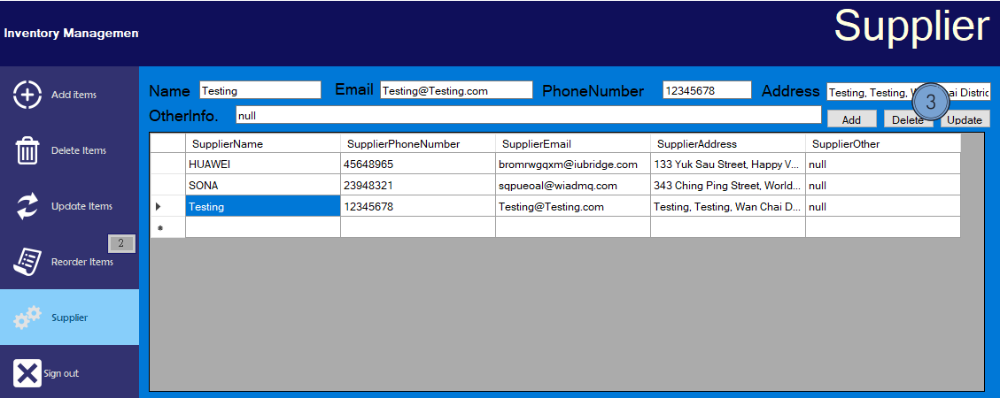 Inventory Managemen
Supplier
Add items
Delete Items
Update Items
2
Reorder Items
Supplier
Sign out
Name Testing Email Testing@Testing.com PhoneNumber 12345678 Address Testing, Testing, ai Distric
3
OtherInfo. null Add Delete Update
SupplierName SupplierPhoneNumber SupplierEmail SupplierAddress SupplierOther
HUAWEI 45648965 bromrwgqxm@iubridge.com 133 Yuk Sau Street, Happy V... null
SONA 23948321 sqpueoal@wiadmq.com 343 Ching Ping Street, World... null
Testing 12345678 Testing@Testing.com Testing, Testing, Wan Chai D... null